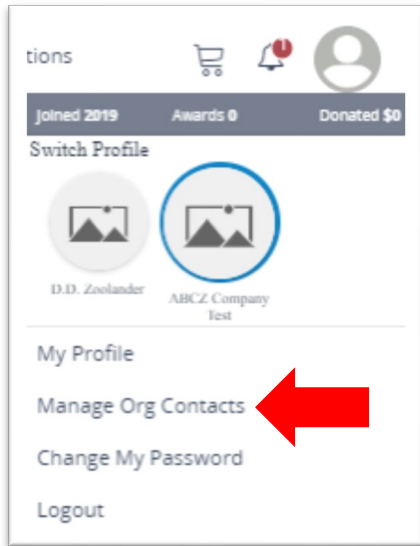 tions
1
Joined 2019 Awards 0 Donated $0
Switch Profile
D.D. Zoolander
ABCZ Company
Test
My Profile
Manage Org Contacts
Change My Password
Logout